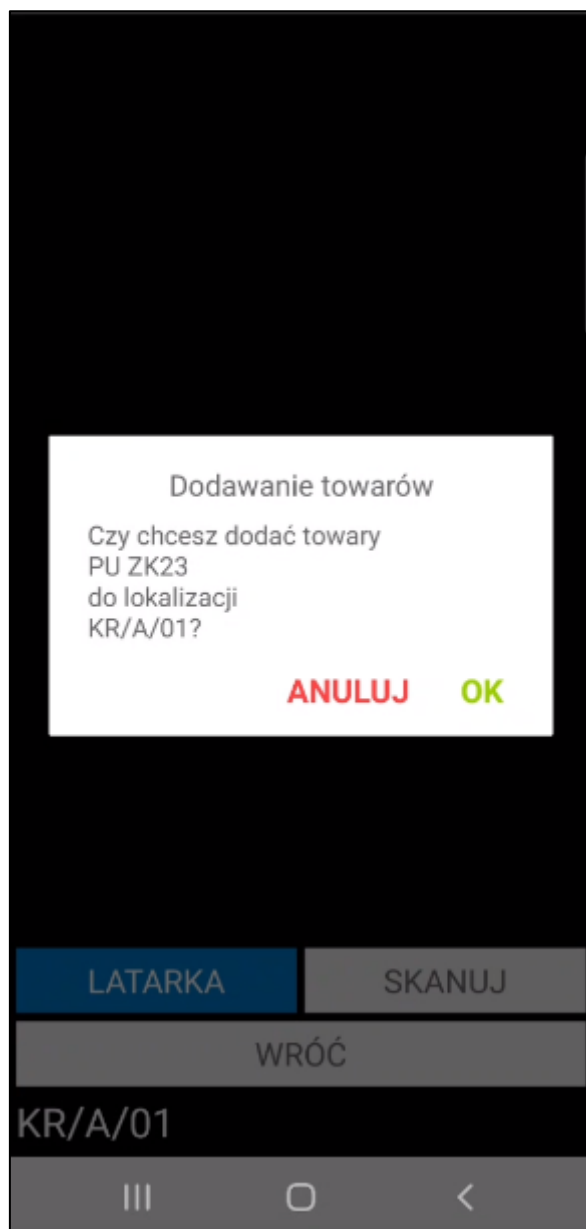 Dodawanie towarów
Czy chcesz dodać towary
PU ZK23
do lokalizacji
KR/A/01?
ANULUJ OK
LATARKA SKANUJ
WRÓĆ
KR/A/01